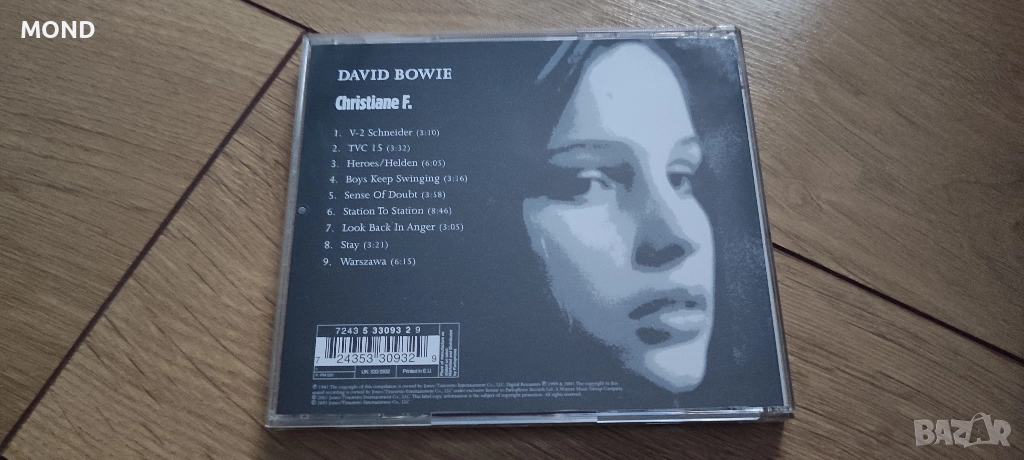 MOND
DAVID BOWIE
Christiane F.
1. V-2 Schneider (3:10)
2. TVC 15 (3:32)
3. Heroes/Helden (6:05)
4. Boys Keep Swinging (3:16)
5. Sense Of Doubt (3:58)
6. Station To Station (8:46)
7. Look Back In Anger (3:05)
8. Stay (3:21)
9. Warszawa (6:15)
7243 5 33093 2 9
7 24353 30932 9
Printed in E.U.
BAZAR